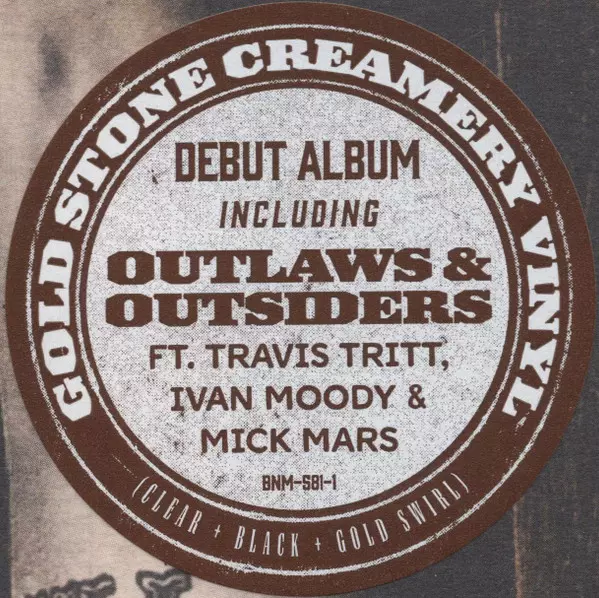 GOLD STONE CREAMERY VINYL
DEBUT ALBUM
INCLUDING
OUTLAWS &
OUTSIDERS
FT. TRAVIS TRITT,
IVAN MOODY &
MICK MARS
BNM-581-1
(CLEAR + BLACK + GOLD SWIRL)